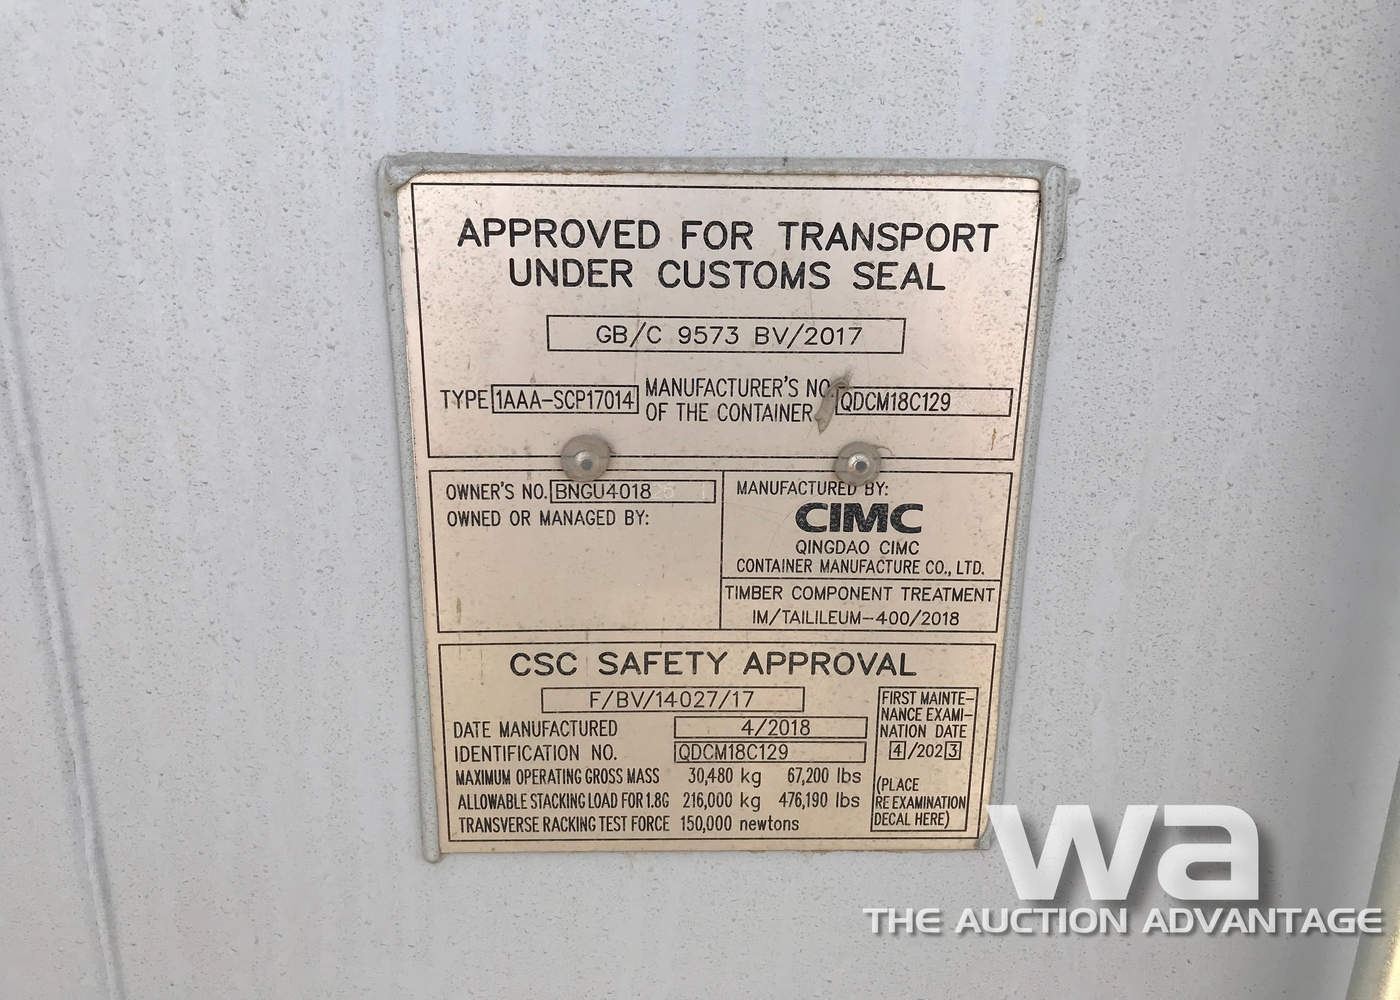 APPROVED FOR TRANSPORT
UNDER CUSTOMS SEAL
GB/C 9573 BV/2017
TYPE 1AAA-SCP17014
MANUFACTURER'S NO.
OF THE CONTAINER
QDCM18C129
OWNER'S NO. BNGU4018
OWNED OR MANAGED BY:
MANUFACTURED BY:
CIMC
QINGDAO CIMC
CONTAINER MANUFACTURE CO., LTD.
TIMBER COMPONENT TREATMENT
IM/TAILILEUM-400/2018
CSC SAFETY APPROVAL
F/BV/14027/17
DATE MANUFACTURED 4/2018
IDENTIFICATION NO. QDCM18C129
MAXIMUM OPERATING GROSS MASS 30,480 kg 67,200 lbs
ALLOWABLE STACKING LOAD FOR 1.8G 216,000 kg 476,190 lbs
TRANSVERSE RACKING TEST FORCE 150,000 newtons
FIRST MAINTE-
NANCE EXAMI-
NATION DATE
4/2023
(PLACE
REEXAMINATION
DECAL HERE)
wa
THE AUCTION ADVANTAGE